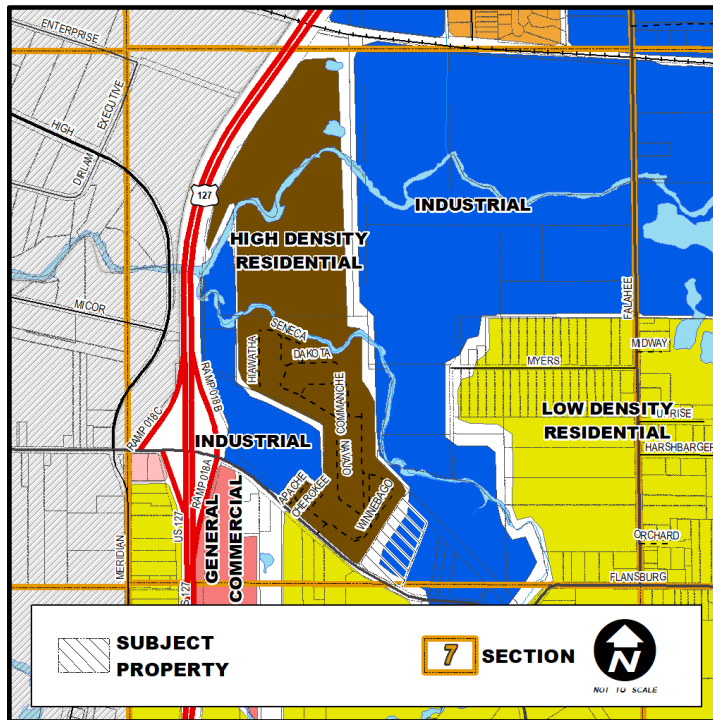 ENTERPRISE
EXECUTIVE
HIGH
DRLAM
127
INDUSTRIAL
HIGH DENSITY
RESIDENTIAL
MICOR
FALAHEE
SENECA
HIAWATHA
DAKOTA
MIDWAY
MYERS
RAMP 018B
COMMANCHE
RAMP 018C
LOW DENSITY
RESIDENTIAL
INDUSTRIAL
NAVAJO
HARSHBARGER
RAMP 018A
APACHE
CHEROKEE
WINNEBAGO
US 127
GENERAL
COMMERCIAL
ORCHARD
MERIDIAN
FLANSBURG
SUBJECT
PROPERTY
7 SECTION
N
NOT TO SCALE